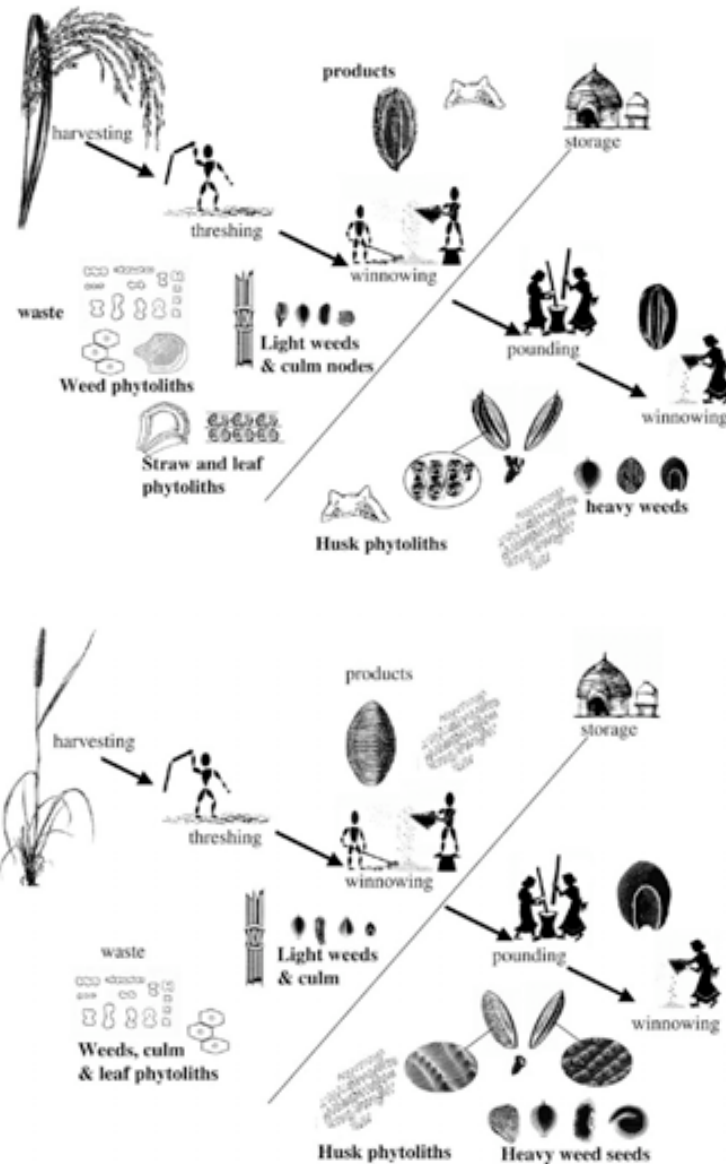 products
harvesting
storage
threshing
winnowing
waste
Light weeds
& culm nodes
pounding
Weed phytoliths
winnowing
Straw and leaf
phytoliths
heavy weeds
Husk phytoliths
products
harvesting
storage
threshing
winnowing
Light weeds
& culm
pounding
waste
winnowing
Weeds, culm
& leaf phytoliths
Husk phytoliths
Heavy weed seeds